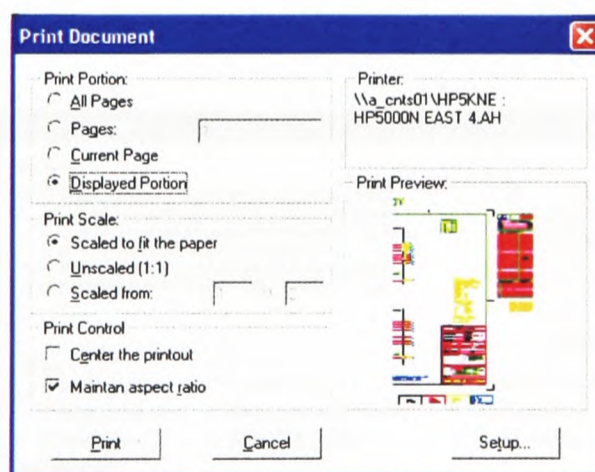 Print Document
Print Portion:
All Pages
Pages:
Current Page
Displayed Portion
Print Scale:
Scaled to fit the paper
Unscaled (1:1)
Scaled from:
Print Control
Center the printout
Maintan aspect ratio
Printer:
\\a_cnts01\HP5KNE :
HP5000N EAST 4.AH
Print Preview:
Print
Cancel
Setup...